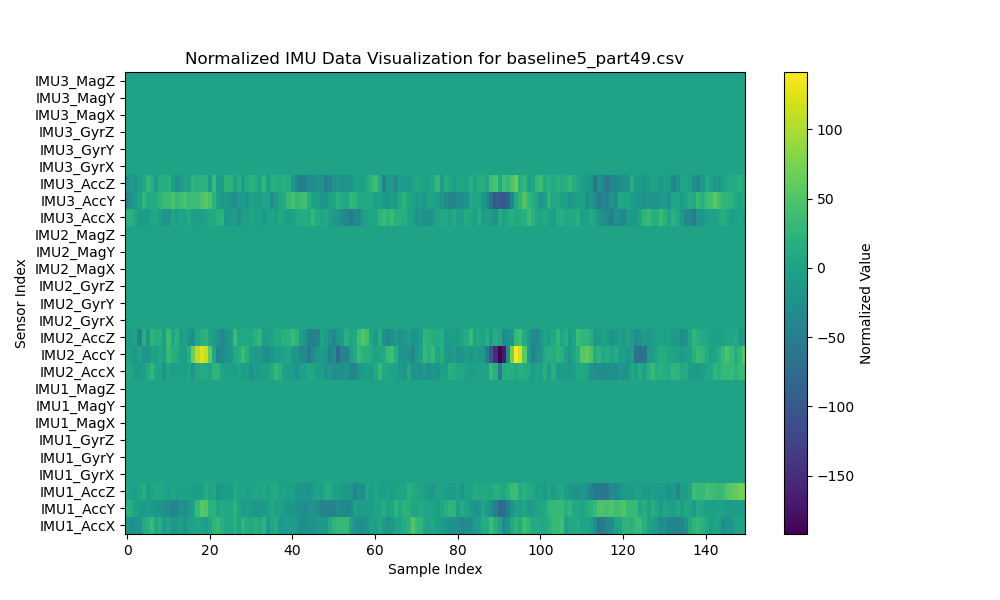 Normalized IMU Data Visualization for baseline5_part49.csv
IMU3_MagZ
IMU3_MagY
IMU3_MagX
IMU3_GyrZ
IMU3_GyrY
IMU3_GyrX
IMU3_AccZ
IMU3_AccY
IMU3_AccX
IMU2_MagZ
IMU2_MagY
IMU2_MagX
IMU2_GyrZ
IMU2_GyrY
IMU2_GyrX
IMU2_AccZ
IMU2_AccY
IMU2_AccX
IMU1_MagZ
IMU1_MagY
IMU1_MagX
IMU1_GyrZ
IMU1_GyrY
IMU1_GyrX
IMU1_AccZ
IMU1_AccY
IMU1_AccX
Sensor Index
0 20 40 60 80 100 120 140
Sample Index
100
50
0
−50
−100
−150
Normalized Value